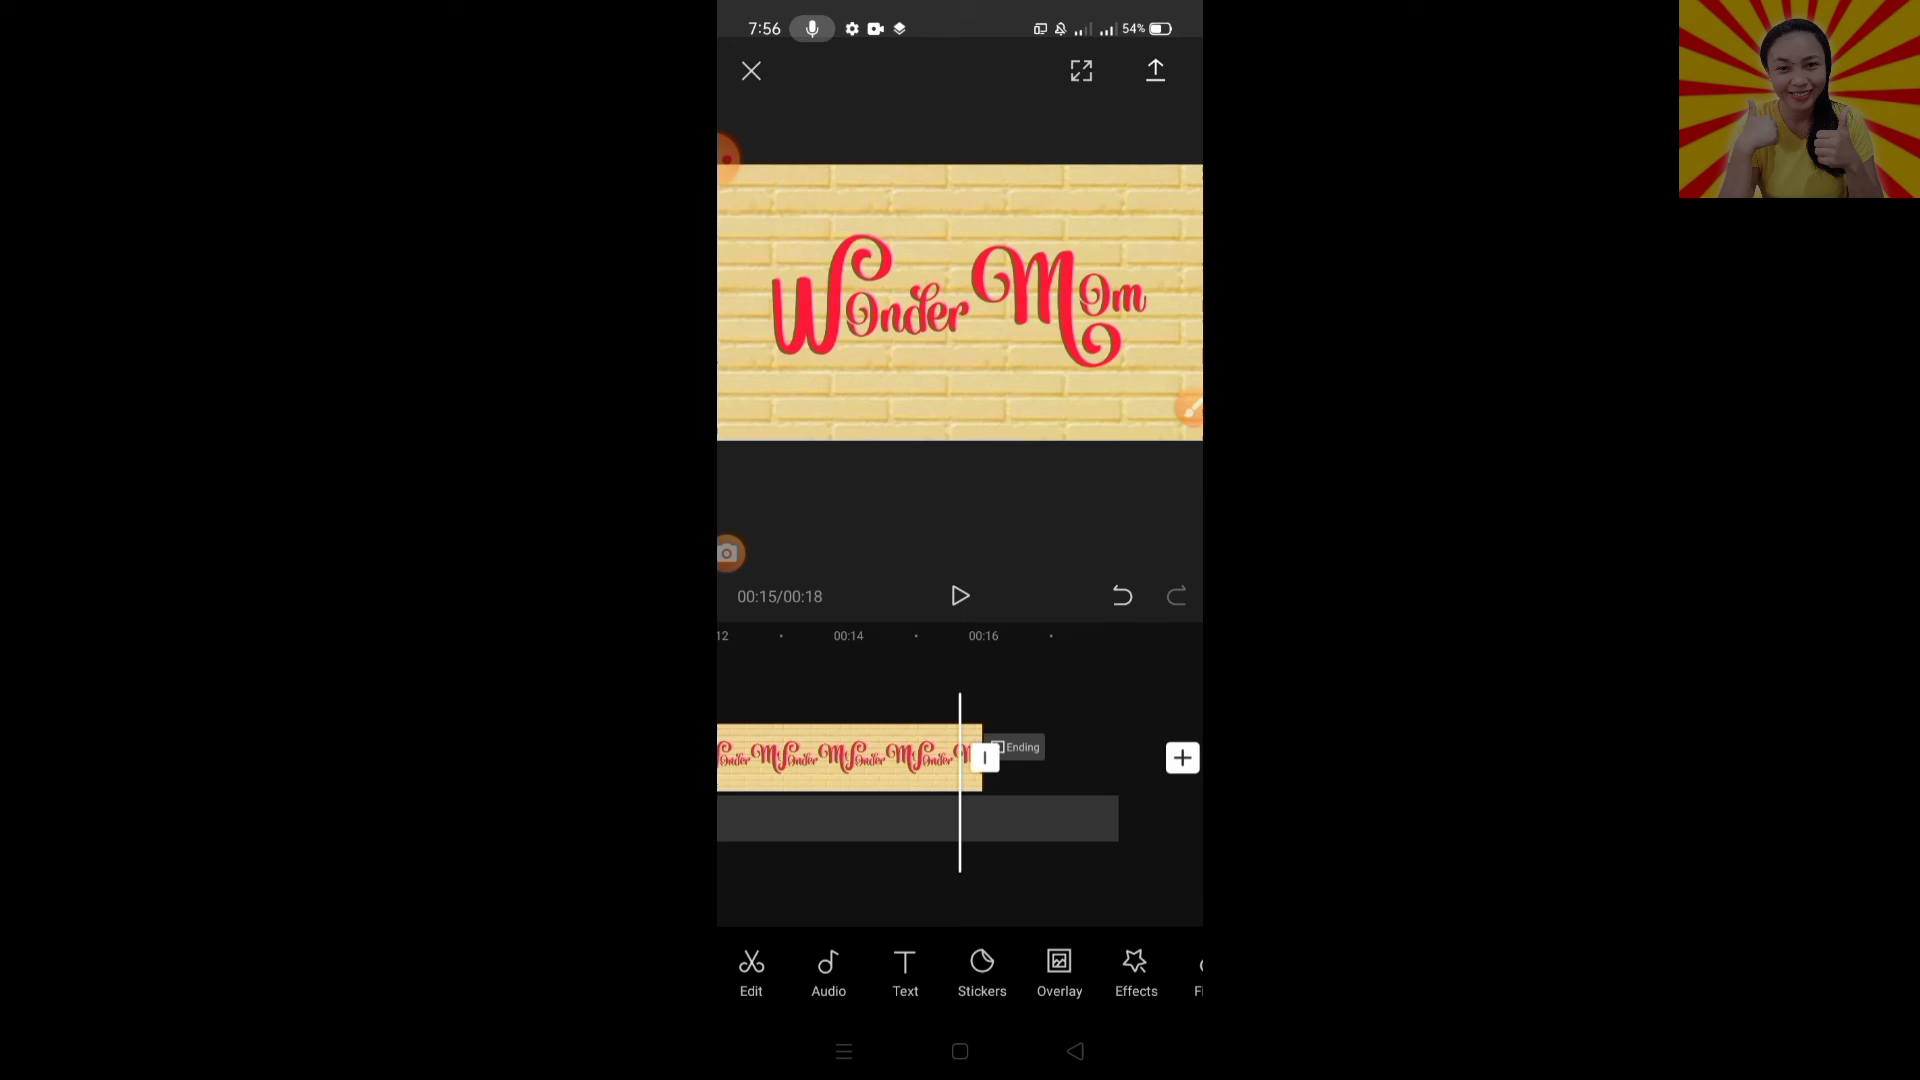 7:56
54%
Wonder Mom
00:15/00:18
12
00:14
00:16
Ending
Edit
Audio
Text
Stickers
Overlay
Effects